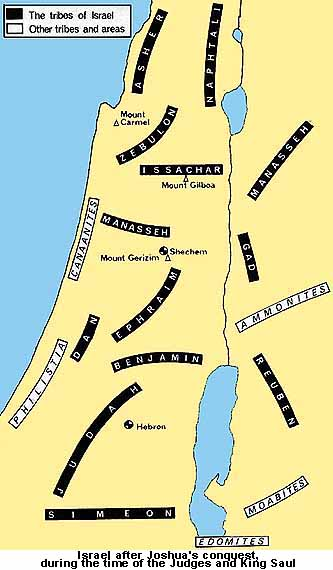 The tribos of Israel
Other tribes and areas
ASHER
NAPHTALI
Mount
Carmel
ZEBULON
MANASSEH
ISSACHAR
Mount Gilboa
CANAANITES
MANASSEH
Shechem
Mount Gerizim
GAD
EPHRAIM
AMMONITES
DAN
PHILISTIA
BENJAMIN
REUBEN
JUDAH
Hebron
MOABITES
SIMEON
EDOMITES
Israel after Joshua's conquest,
during the time of the Judges and King Saul